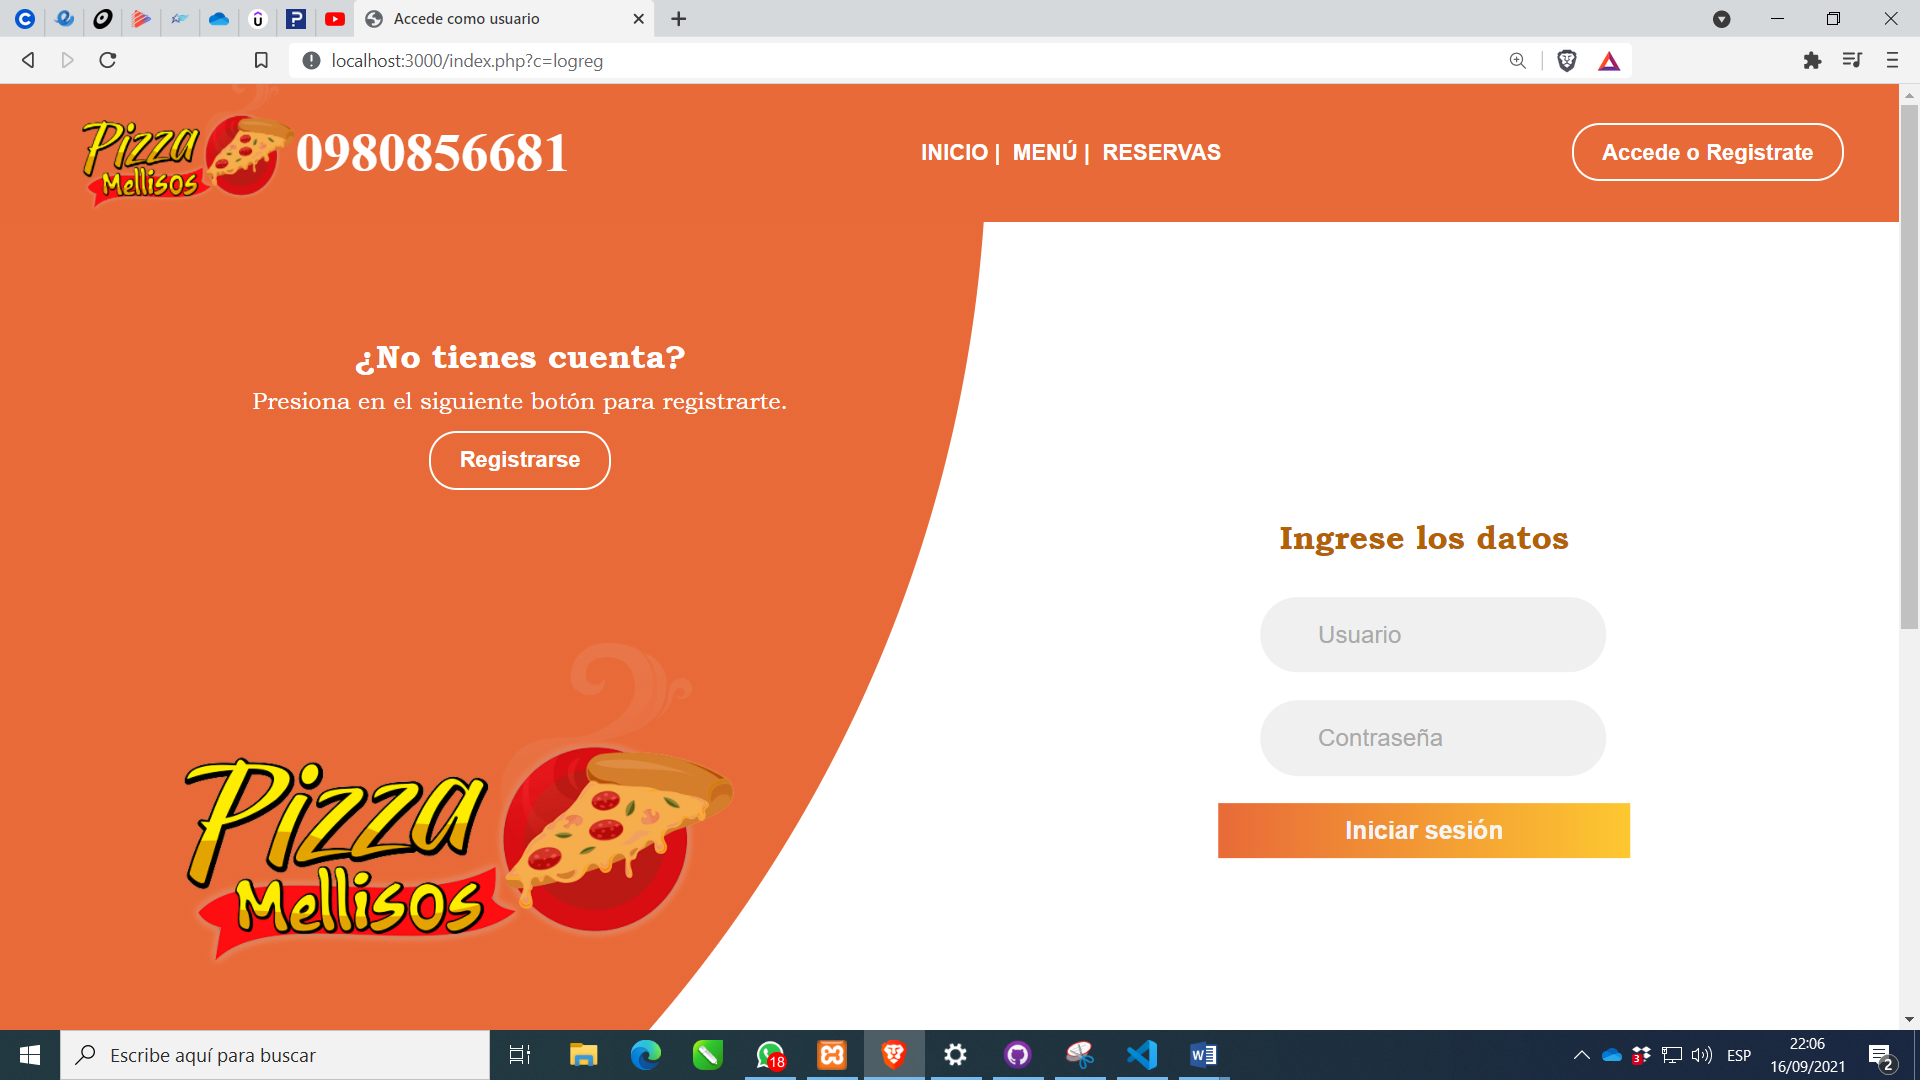 Accede como usuario
localhost:3000/index.php?c=logreg
Pizza
Mellisos
0980856681
INICIO | MENÚ | RESERVAS
Accede o Registrate
¿No tienes cuenta?
Presiona en el siguiente botón para registrarte.
Registrarse
Ingrese los datos
Usuario
Contraseña
Iniciar sesión
Pizza
Mellisos
Escribe aquí para buscar
18
3
ESP
22:06
16/09/2021
2